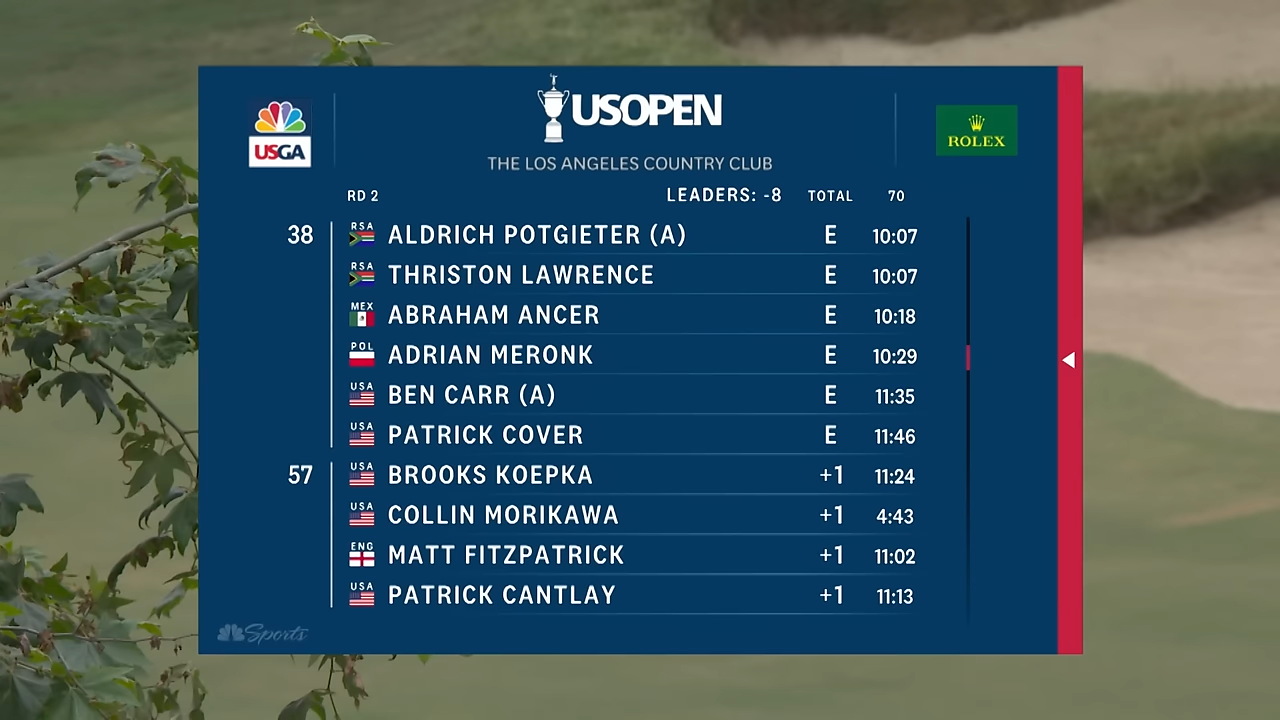 USGA
USOPEN
THE LOS ANGELES COUNTRY CLUB
ROLEX
RD 2 LEADERS: -8 TOTAL 70
38 RSA ALDRICH POTGIETER (A) E 10:07
RSA THRISTON LAWRENCE E 10:07
MEX ABRAHAM ANCER E 10:18
POL ADRIAN MERONK E 10:29
USA BEN CARR (A) E 11:35
USA PATRICK COVER E 11:46
57 USA BROOKS KOEPKA +1 11:24
USA COLLIN MORIKAWA +1 4:43
ENG MATT FITZPATRICK +1 11:02
USA PATRICK CANTLAY +1 11:13
Sports